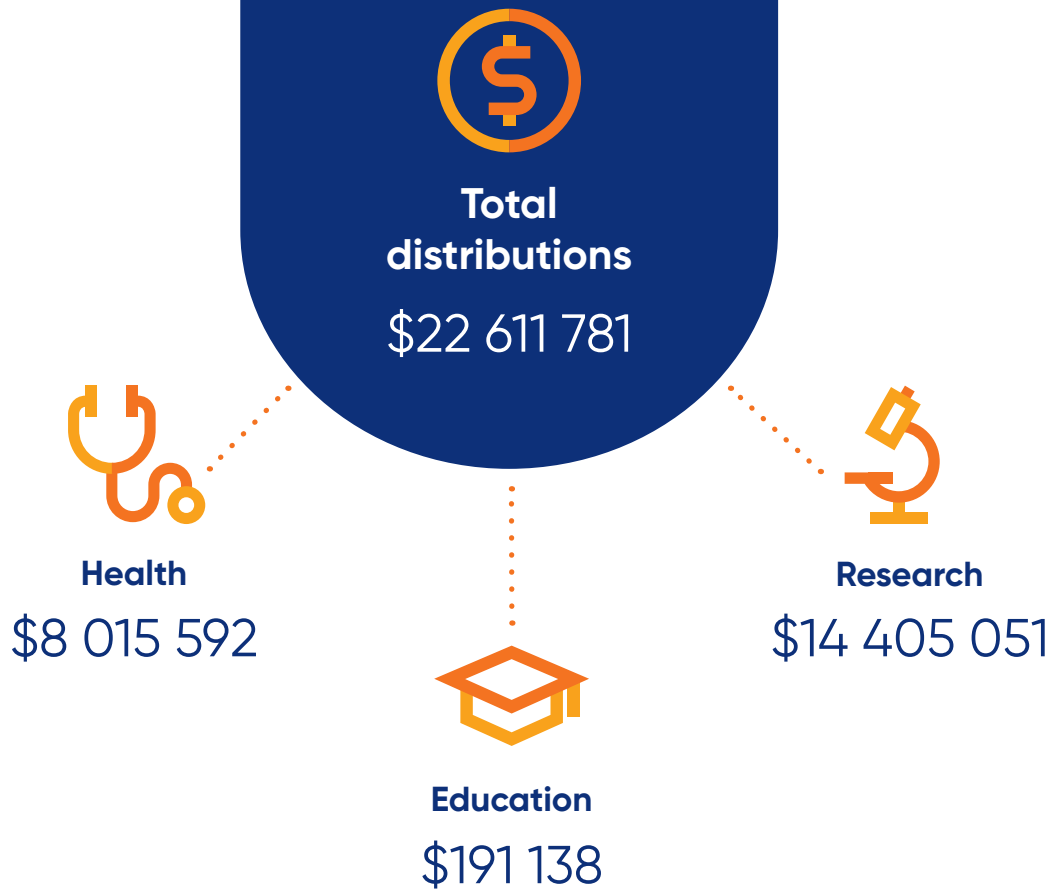 Total
distributions
$22 611 781
Health
$8 015 592
Education
$191 138
Research
$14 405 051